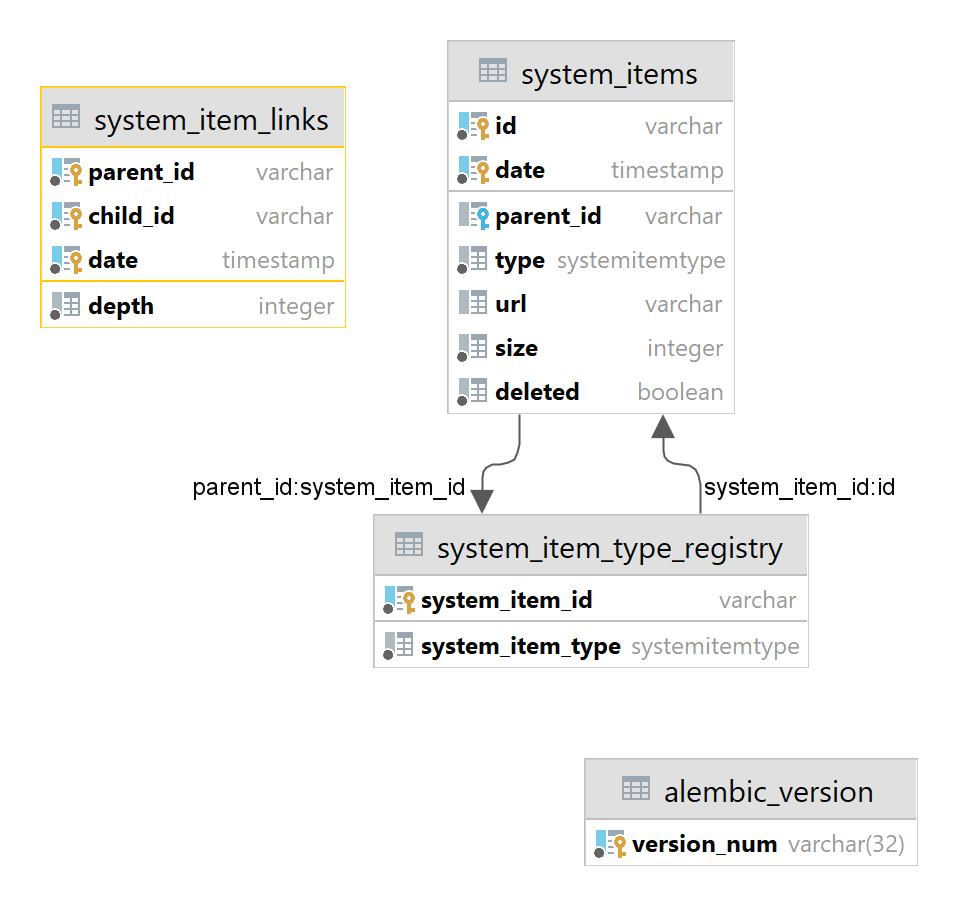 system_items
id varchar
date timestamp
parent_id varchar
type systemitemtype
url varchar
size integer
deleted boolean
system_item_links
parent_id varchar
child_id varchar
date timestamp
depth integer
parent_id:system_item_id
system_item_id:id
system_item_type_registry
system_item_id varchar
system_item_type systemitemtype
alembic_version
version_num varchar(32)